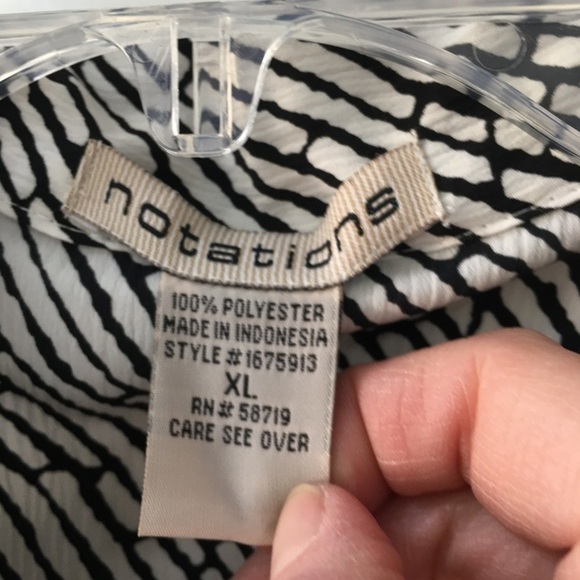 notations
100% POLYESTER
MADE IN INDONESIA
STYLE # 1675913
XL
RN# 58719
CARE SEE OVER